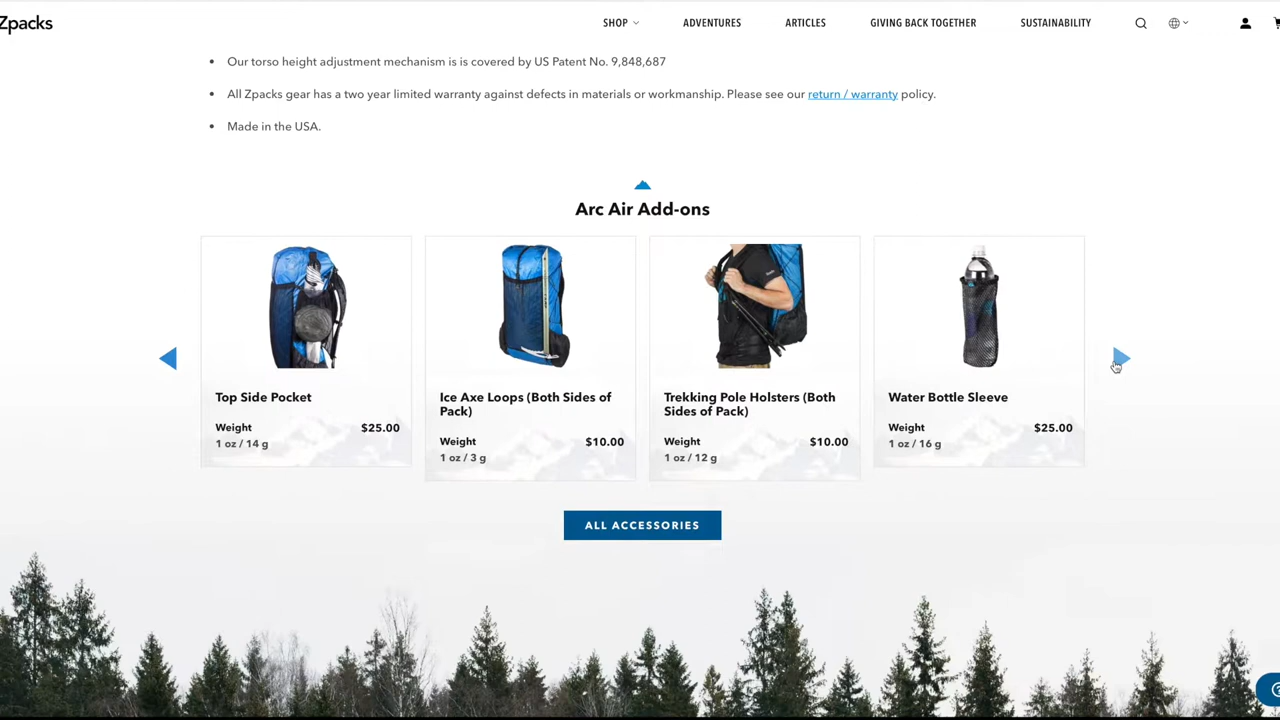 Zpacks
SHOP
ADVENTURES
ARTICLES
GIVING BACK TOGETHER
SUSTAINABILITY
• Our torso height adjustment mechanism is is covered by US Patent No. 9,848,687
• All Zpacks gear has a two year limited warranty against defects in materials or workmanship. Please see our return / warranty policy.
• Made in the USA.
Arc Air Add-ons
Top Side Pocket
Weight $25.00
1 oz / 14 g
Ice Axe Loops (Both Sides of
Pack)
Weight $10.00
1 oz / 3 g
Trekking Pole Holsters (Both
Sides of Pack)
Weight $10.00
1 oz / 12 g
Water Bottle Sleeve
Weight $25.00
1 oz / 16 g
ALL ACCESSORIES